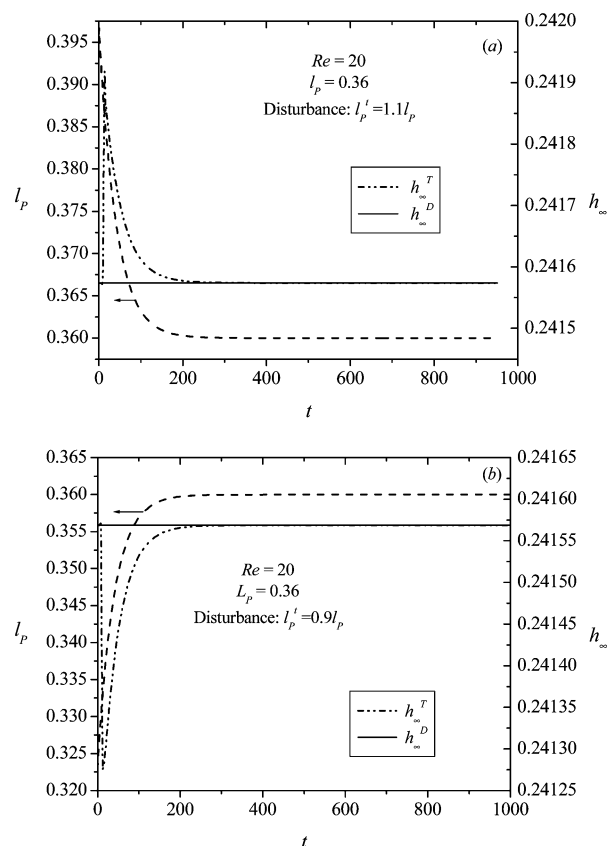 (a)
Re = 20
l_P = 0.36
Disturbance: l_P^t = 1.1l_P
h_∞^T
h_∞^D
0.395
0.390
0.385
0.380
0.375
0.370
0.365
0.360
l_P
0.2420
0.2419
0.2418
0.2417
0.2416
0.2415
h_∞
0 200 400 600 800 1000
t
(b)
Re = 20
L_P = 0.36
Disturbance: l_P^t = 0.9l_P
h_∞^T
h_∞^D
0.365
0.360
0.355
0.350
0.345
0.340
0.335
0.330
0.325
0.320
l_P
0.24165
0.24160
0.24155
0.24150
0.24145
0.24140
0.24135
0.24130
0.24125
h_∞
0 200 400 600 800 1000
t